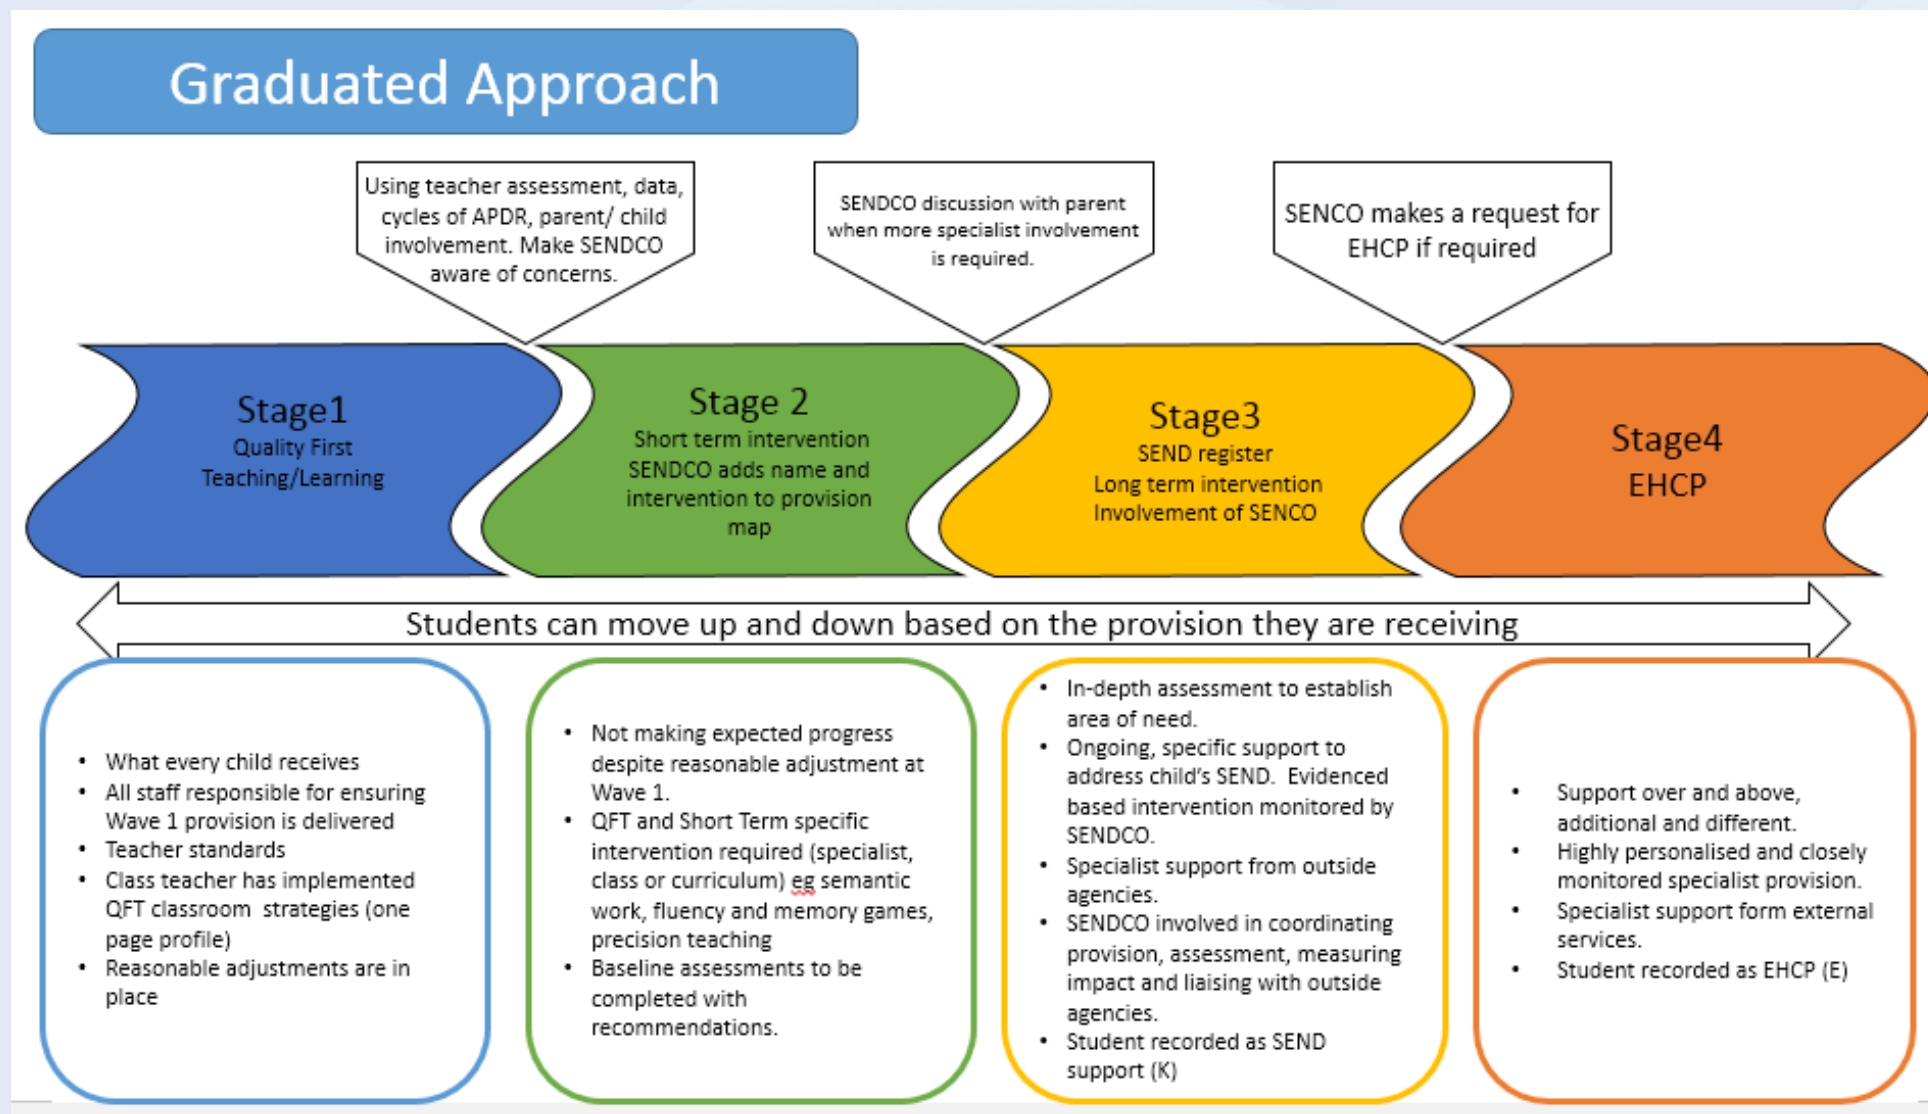 Graduated Approach
Using teacher assessment, data,
cycles of APDR, parent/ child
involvement. Make SENDCO
aware of concerns.
SENDCO discussion with parent
when more specialist involvement
is required.
SENCO makes a request for
EHCP if required
Stage1
Quality First
Teaching/Learning
Stage 2
Short term intervention
SENDCO adds name and
intervention to provision
map
Stage3
SEND register
Long term intervention
Involvement of SENCO
Stage4
EHCP
Students can move up and down based on the provision they are receiving
• What every child receives
• All staff responsible for ensuring
Wave 1 provision is delivered
• Teacher standards
• Class teacher has implemented
QFT classroom  strategies (one
page profile)
• Reasonable adjustments are in
place
• Not making expected progress
despite reasonable adjustment at
Wave 1.
• QFT and Short Term specific
intervention required (specialist,
class or curriculum) eg semantic
work, fluency and memory games,
precision teaching
• Baseline assessments to be
completed with
recommendations.
• In-depth assessment to establish
area of need.
• Ongoing, specific support to
address child's SEND.  Evidenced
based intervention monitored by
SENDCO.
• Specialist support from outside
agencies.
• SENDCO involved in coordinating
provision, assessment, measuring
impact and liaising with outside
agencies.
• Student recorded as SEND
support (K)
• Support over and above,
additional and different.
• Highly personalised and closely
monitored specialist provision.
• Specialist support form external
services.
• Student recorded as EHCP (E)